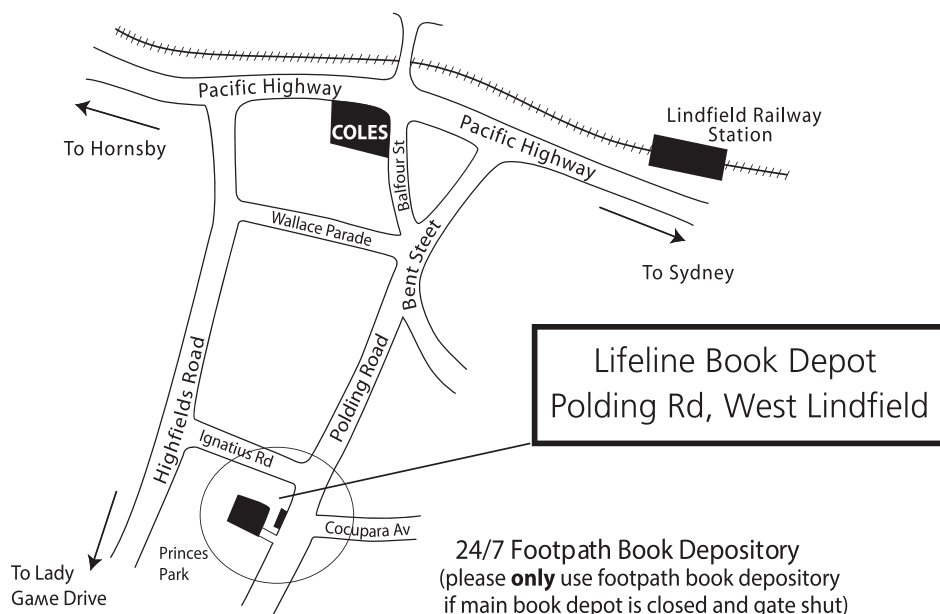 Pacific Highway
COLES
Lindfield Railway
Station
To Hornsby
Pacific Highway
Balfour St
Wallace Parade
Bent Steet
To Sydney
Lifeline Book Depot
Polding Rd, West Lindfield
Highfields Road
Polding Road
Ignatius Rd
Cocupara Av
Princes
Park
To Lady
Game Drive
24/7 Footpath Book Depository
(please only use footpath book depository
if main book depot is closed and gate shut)